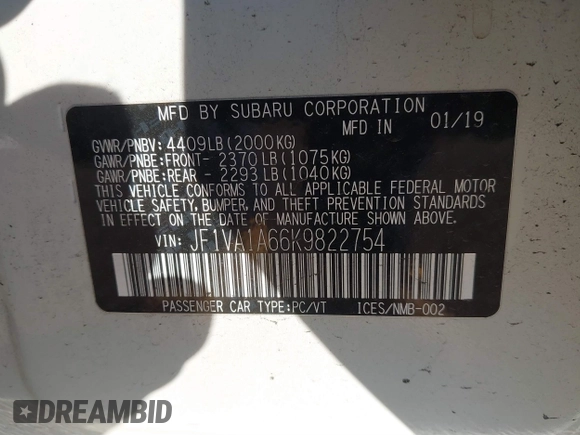 MFD BY SUBARU CORPORATION
MFD IN 01/19
GVWR/PNBV: 4409LB(2000KG)
GAWR/PNBE:FRONT- 2370LB(1075KG)
GAWR/PNBE:REAR - 2293LB(1040KG)
THIS VEHICLE CONFORMS TO ALL APPLICABLE FEDERAL MOTOR
VEHICLE SAFETY, BUMPER, AND THEFT PREVENTION STANDARDS
IN EFFECT ON THE DATE OF MANUFACTURE SHOWN ABOVE.
VIN: JF1VA1A66K9822754
PASSENGER CAR TYPE:PC/VT ICES/NMB-002
DREAMBID